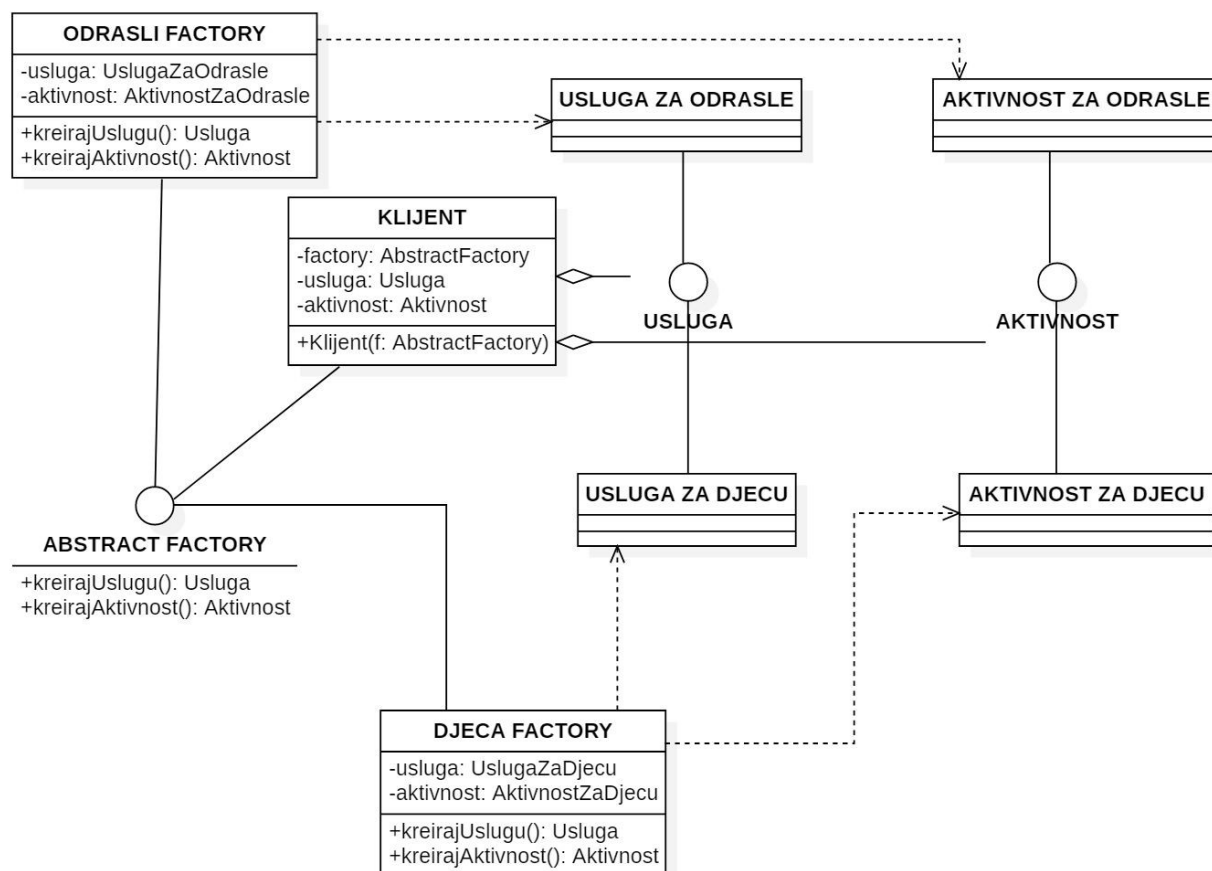 ODRASLI FACTORY
-usluga: UslugaZaOdrasle
-aktivnost: AktivnostZaOdrasle
+kreirajUslugu(): Usluga
+kreirajAktivnost(): Aktivnost
USLUGA ZA ODRASLE
AKTIVNOST ZA ODRASLE
KLIJENT
-factory: AbstractFactory
-usluga: Usluga
-aktivnost: Aktivnost
+Klijent(f: AbstractFactory)
USLUGA
AKTIVNOST
ABSTRACT FACTORY
+kreirajUslugu(): Usluga
+kreirajAktivnost(): Aktivnost
USLUGA ZA DJECU
AKTIVNOST ZA DJECU
DJECA FACTORY
-usluga: UslugaZaDjecu
-aktivnost: AktivnostZaDjecu
+kreirajUslugu(): Usluga
+kreirajAktivnost(): Aktivnost